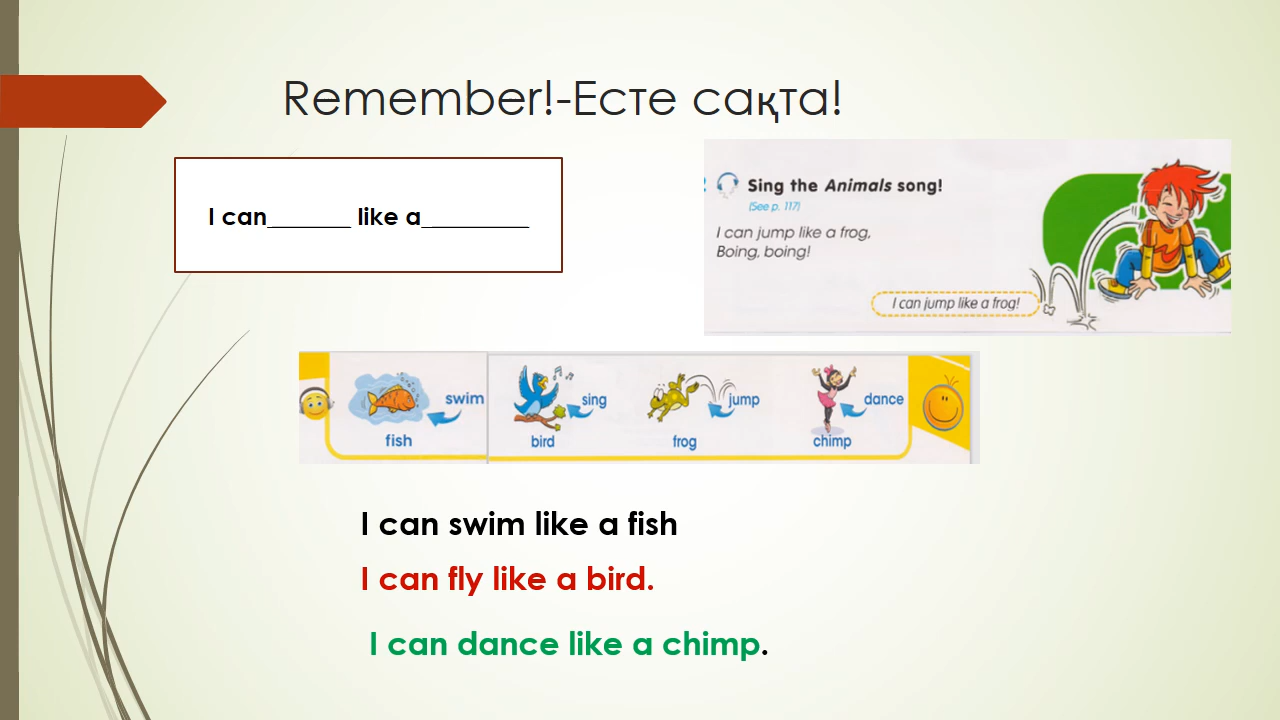 Remember!-Есте сақта!
I can_______ like a_________
Sing the Animals song!
(See p. 117)
I can jump like a frog,
Boing, boing!
I can jump like a frog!
swim
sing
jump
dance
fish
bird
frog
chimp
I can swim like a fish
I can fly like a bird.
I can dance like a chimp.